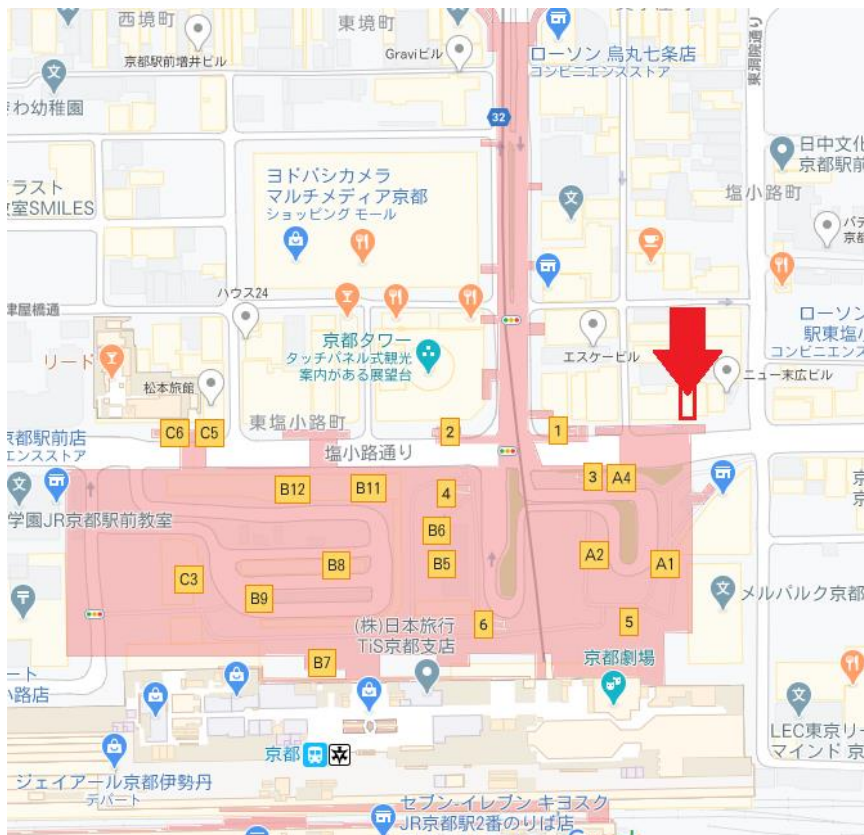 西境町
東境町
京都駅前増井ビル
Graviビル
ローソン 烏丸七条店
コンビニエンスストア
東洞院通り
わ幼稚園
32
日中文化
京都駅前
ラスト
室SMILES
ヨドバシカメラ
マルチメディア京都
ショッピング モール
塩小路町
パデ
京都
津屋橋通
ハウス24
リード
松本旅館
京都タワー
タッチパネル式観光
案内がある展望台
エスケービル
ローソン
駅東塩小
コンビニエンス
ニュー末広ビル
東塩小路町
塩小路通り
C6
C5
2
1
京都駅前店
エンスストア
B12
B11
4
3
A4
学園JR京都駅前教室
B6
B5
A2
A1
C3
B8
B9
メルパルク京都
6
5
(株)日本旅行
TiS京都支店
京都劇場
B7
ート
小路店
京都
ジェイアール京都伊勢丹
デパート
LEC東京リー
マインド 京
セブン-イレブン キヨスク
JR京都駅2番のりば店